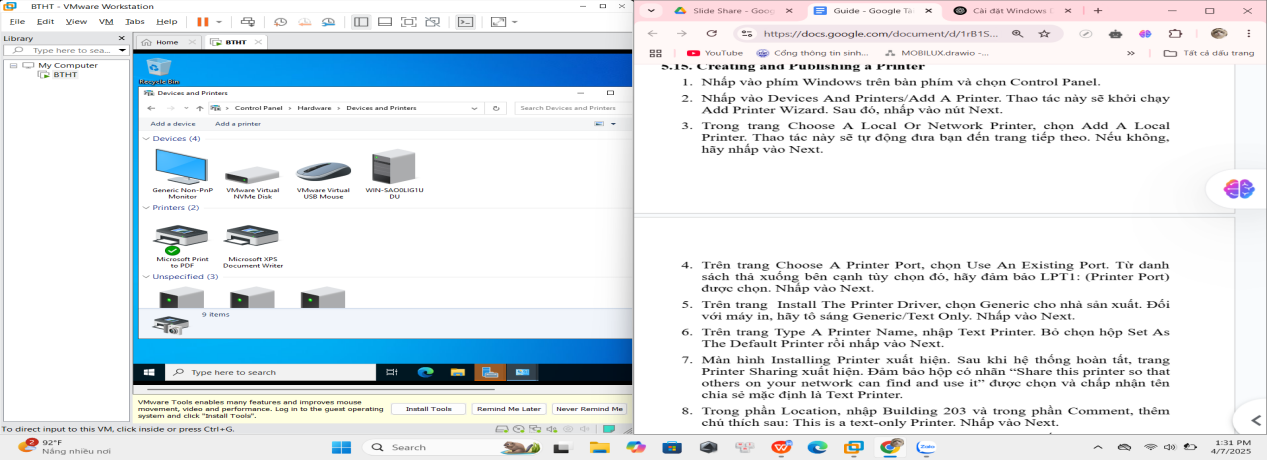 BTHT - VMware Workstation
File Edit View VM Tabs Help
Library
Type here to sea...
My Computer
BTHT
Home
BTHT
Recycle Bin
Devices and Printers
Control Panel > Hardware > Devices and Printers
Search Devices and Printers
Add a device Add a printer
Devices (4)
Generic Non-PnP
Monitor
VMware Virtual
NVMe Disk
VMware Virtual
USB Mouse
WIN-SAO0LIG1U
DU
Printers (2)
Microsoft Print
to PDF
Microsoft XPS
Document Writer
Unspecified (3)
9 items
Type here to search
VMware Tools enables many features and improves mouse
movement, video and performance. Log in to the guest operating
system and click "Install Tools".
Install Tools
Remind Me Later
Never Remind Me
To direct input to this VM, click inside or press Ctrl+G.
Slide Share - Goog
Guide - Google Tà
Cài đặt Windows
https://docs.google.com/document/d/1rB1S...
YouTube
Cổng thông tin sinh...
MOBILUX.drawio -...
Tất cả dấu trang
5.15. Creating and Publishing a Printer
1. Nhấp vào phím Windows trên bàn phím và chọn Control Panel.
2. Nhấp vào Devices And Printers/Add A Printer. Thao tác này sẽ khởi chạy
Add Printer Wizard. Sau đó, nhấp vào nút Next.
3. Trong trang Choose A Local Or Network Printer, chọn Add A Local
Printer. Thao tác này sẽ tự động đưa bạn đến trang tiếp theo. Nếu không,
hãy nhấp vào Next.
4. Trên trang Choose A Printer Port, chọn Use An Existing Port. Từ danh
sách thả xuống bên cạnh tùy chọn đó, hãy đảm bảo LPT1: (Printer Port)
được chọn. Nhấp vào Next.
5. Trên trang Install The Printer Driver, chọn Generic cho nhà sản xuất. Đối
với máy in, hãy tô sáng Generic/Text Only. Nhấp vào Next.
6. Trên trang Type A Printer Name, nhập Text Printer. Bỏ chọn hộp Set As
The Default Printer rồi nhấp vào Next.
7. Màn hình Installing Printer xuất hiện. Sau khi hệ thống hoàn tất, trang
Printer Sharing xuất hiện. Đảm bảo hộp có nhãn “Share this printer so that
others on your network can find and use it” được chọn và chấp nhận tên
chia sẻ mặc định là Text Printer.
8. Trong phần Location, nhập Building 203 và trong phần Comment, thêm
chú thích sau: This is a text-only Printer. Nhấp vào Next.
2
92°F
Nắng nhiều nơi
Search
Zalo
1:31 PM
4/7/2025